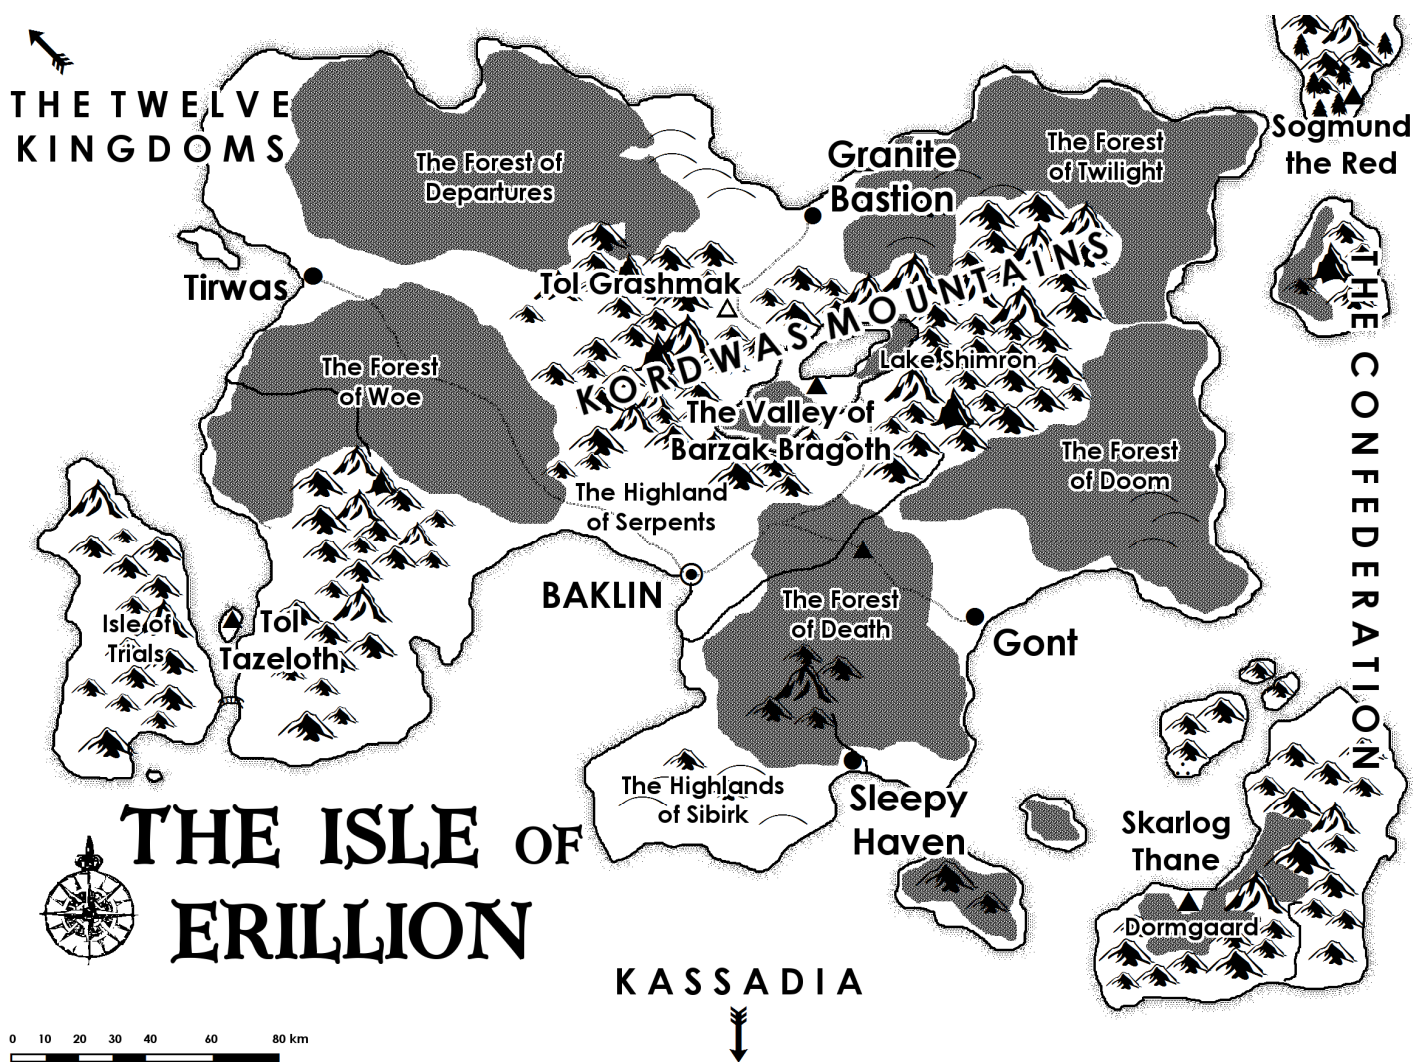 THE TWELVE
KINGDOMS
The Forest of
Departures
Granite
Bastion
The Forest
of Twilight
Sogmund
the Red
Tirwas
Tol Grashmak
KORDWAS MOUNTAINS
THE CONFEDERATION
The Forest
of Woe
Lake Shimron
The Valley of
Barzak-Bragoth
The Forest
of Doom
The Highland
of Serpents
BAKLIN
The Forest
of Death
Gont
Isle of
Trials
Tol
Tazeloth
The Highlands
of Sibirk
Sleepy
Haven
Skarlog
Thane
Dormgaard
THE ISLE OF
ERILLION
KASSADIA
0 10 20 30 40 60 80 km